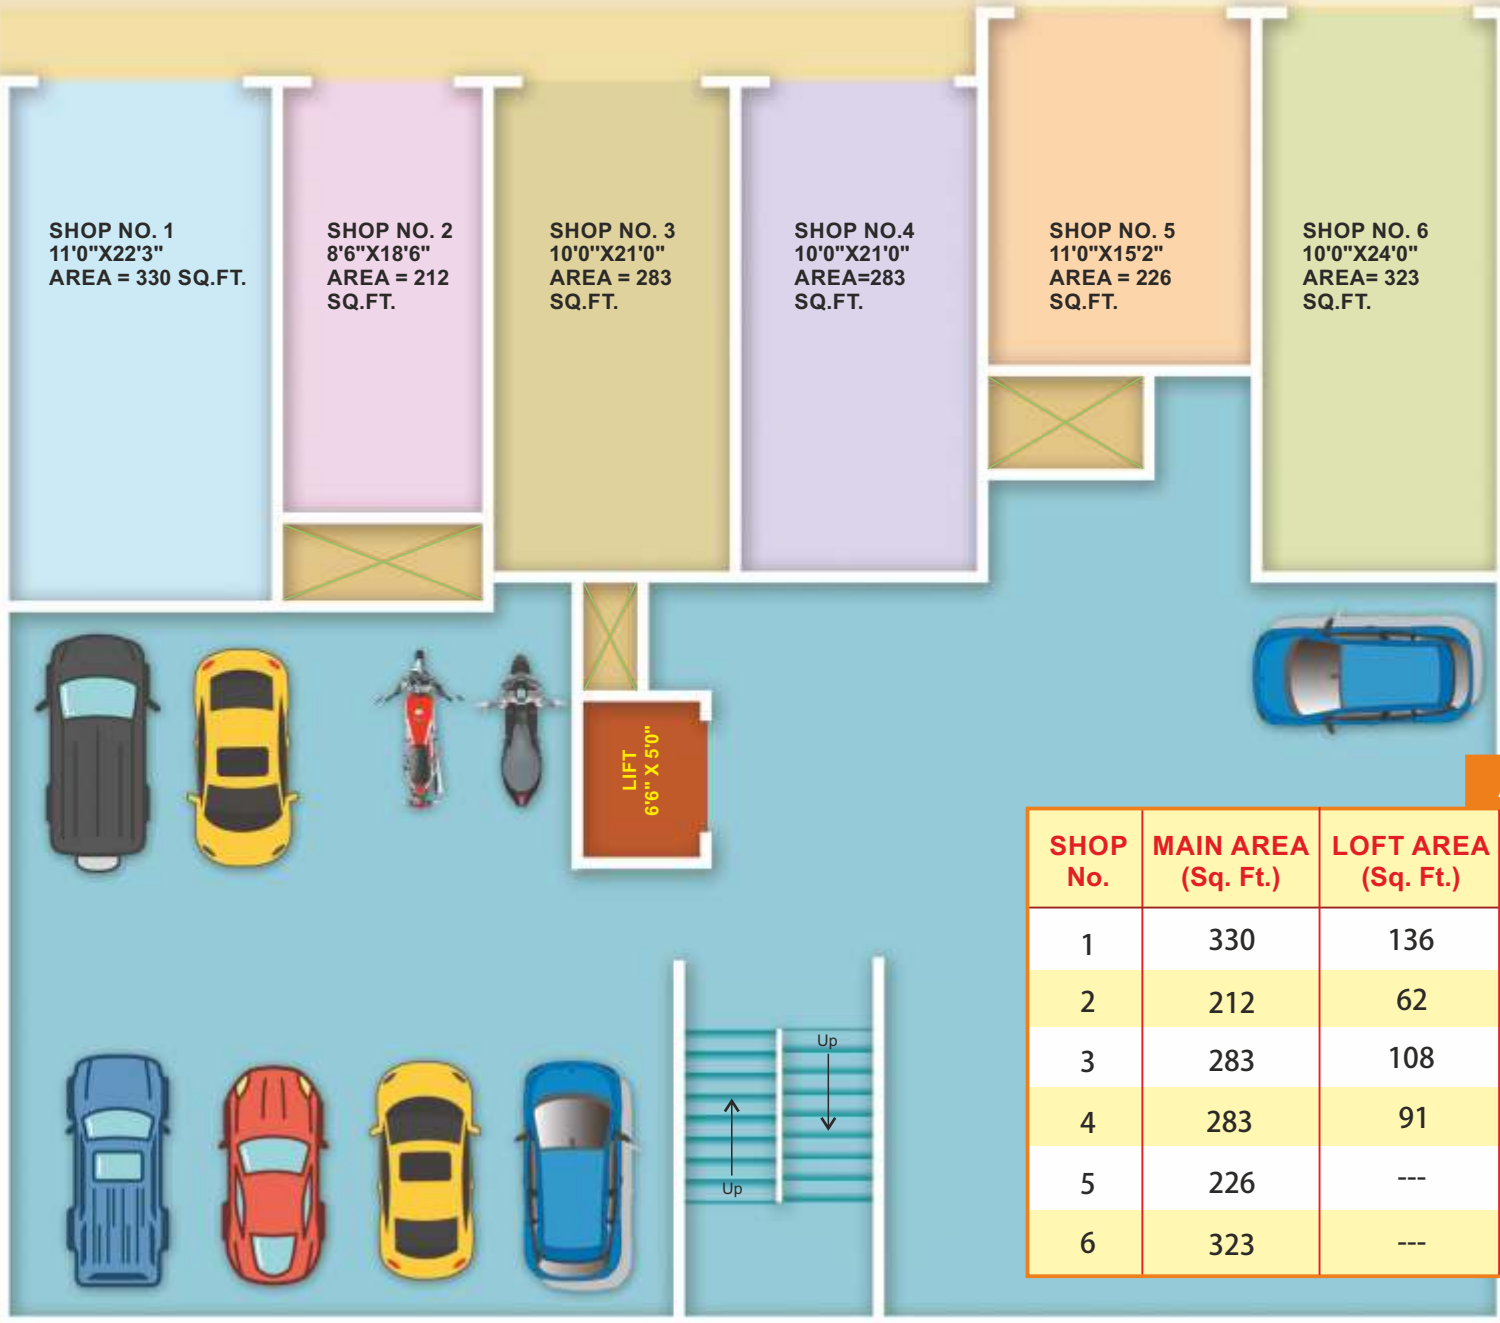 SHOP NO. 1
11'0"X22'3"
AREA = 330 SQ.FT.
SHOP NO. 2
8'6"X18'6"
AREA = 212
SQ.FT.
SHOP NO. 3
10'0"X21'0"
AREA = 283
SQ.FT.
SHOP NO.4
10'0"X21'0"
AREA=283
SQ.FT.
SHOP NO. 5
11'0"X15'2"
AREA = 226
SQ.FT.
SHOP NO. 6
10'0"X24'0"
AREA= 323
SQ.FT.
LIFT
6'6" X 5'0"
Up
Up
SHOP No. MAIN AREA (Sq. Ft.) LOFT AREA (Sq. Ft.)
1 330 136
2 212 62
3 283 108
4 283 91
5 226 ---
6 323 ---